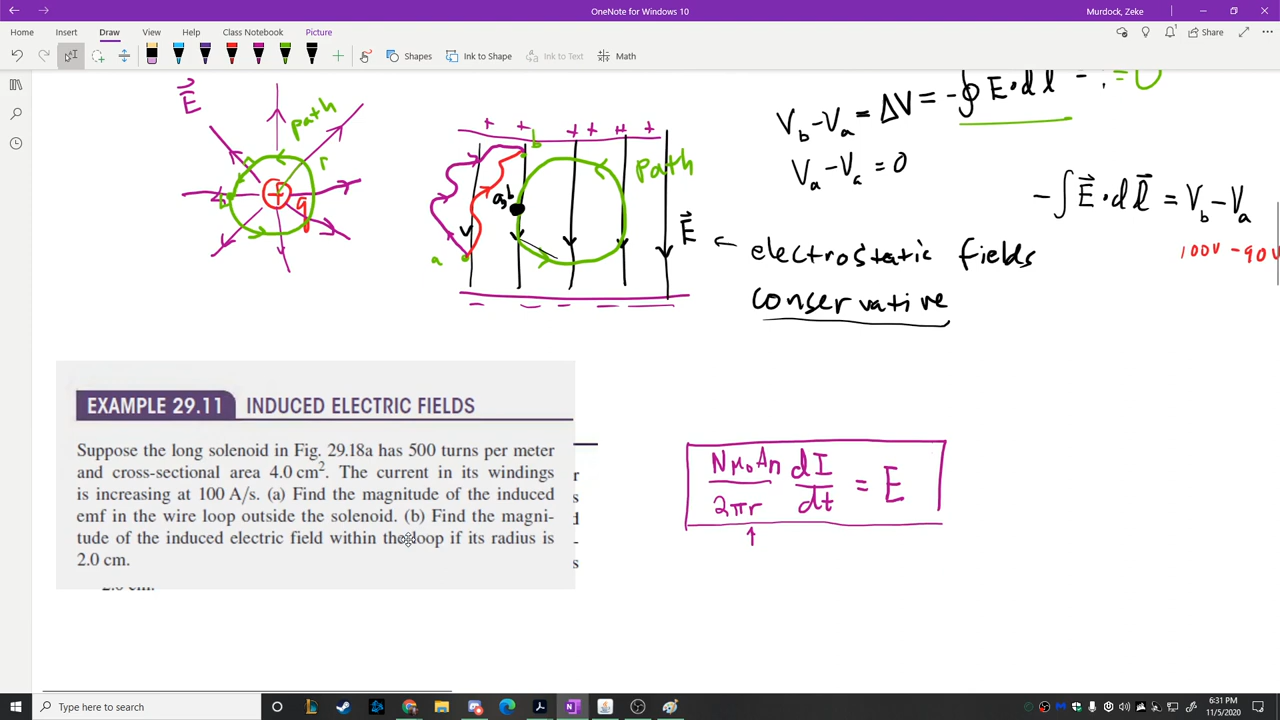 OneNote for Windows 10
Murdock, Zeke
Home Insert Draw View Help Class Notebook Picture
Share
Shapes Ink to Shape Ink to Text Math
E
path
r
q
b
+ + + + + +
b
path
a,b
a
E
electrostatic fields
conservative
Vb - Va = ΔV = -∮ E · dl = 0
Va - Va = 0
-∫ E · dl = Vb - Va
100V - 90V
EXAMPLE 29.11 INDUCED ELECTRIC FIELDS
Suppose the long solenoid in Fig. 29.18a has 500 turns per meter
and cross-sectional area 4.0 cm². The current in its windings
is increasing at 100 A/s. (a) Find the magnitude of the induced
emf in the wire loop outside the solenoid. (b) Find the magni-
tude of the induced electric field within the loop if its radius is
2.0 cm.
Nμ₀An dI
2πr dt = E
Type here to search
6:31 PM
11/5/2020